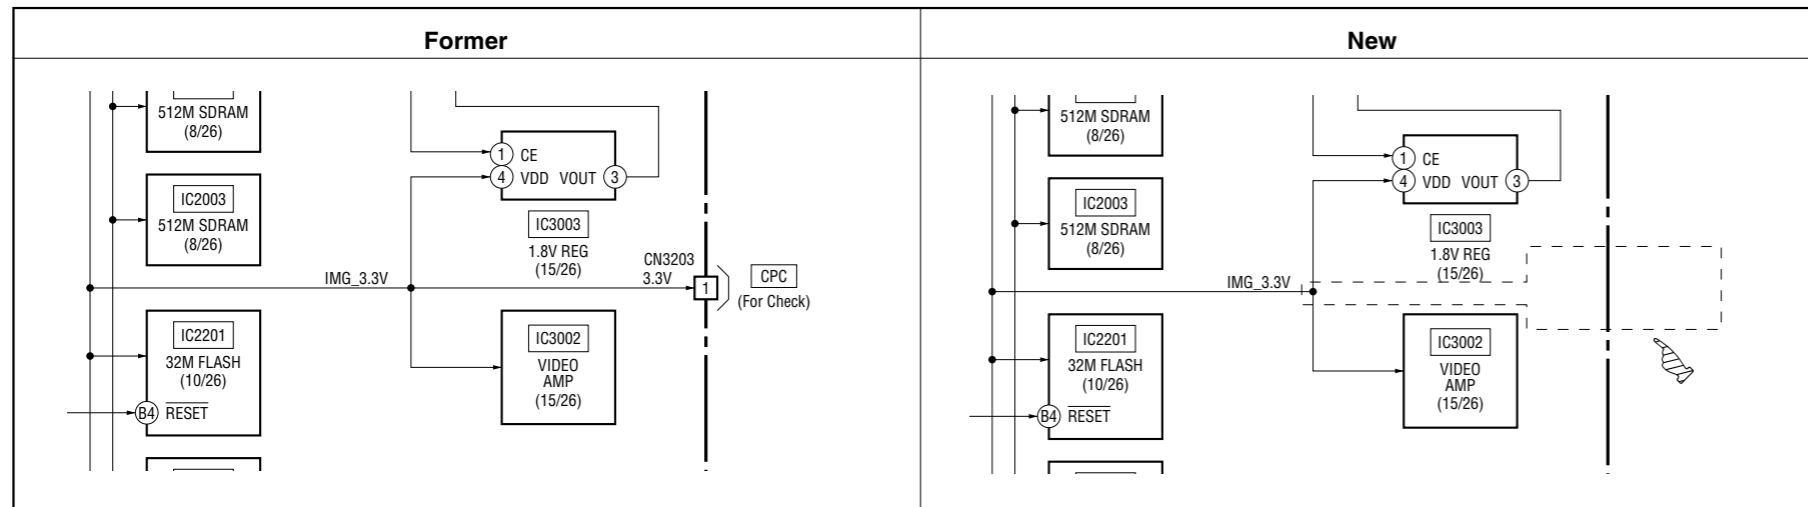 Former
New
512M SDRAM
(8/26)
1
CE
4
VDD
VOUT
3
IC2003
512M SDRAM
(8/26)
IC3003
1.8V REG
(15/26)
IMG_3.3V
CN3203
3.3V
1
CPC
(For Check)
IC2201
32M FLASH
(10/26)
B4
RESET
IC3002
VIDEO
AMP
(15/26)
512M SDRAM
(8/26)
1
CE
4
VDD
VOUT
3
IC2003
512M SDRAM
(8/26)
IC3003
1.8V REG
(15/26)
IMG_3.3V
IC2201
32M FLASH
(10/26)
B4
RESET
IC3002
VIDEO
AMP
(15/26)